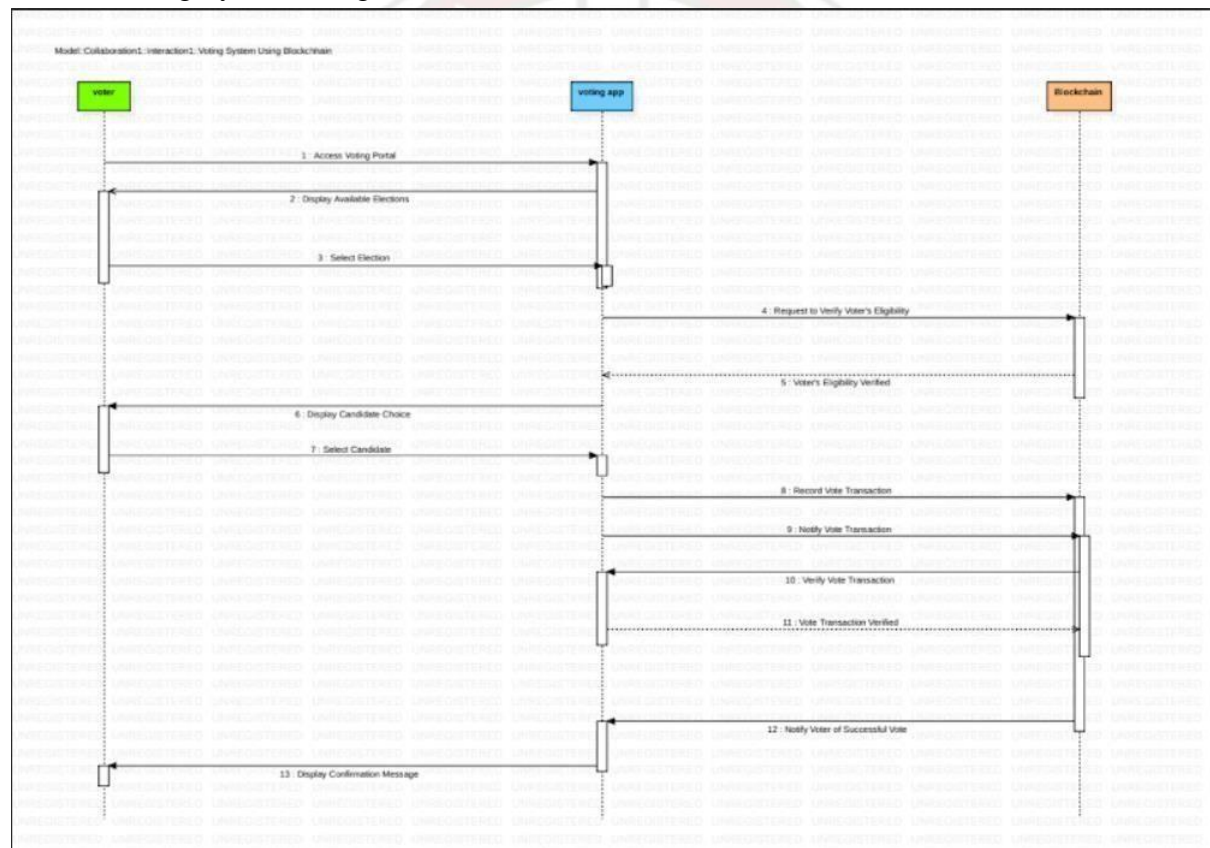 Model::Collaboration1::Interaction1::Voting System Using Blockchhain
voter
voting app
Blockchain
1 : Access Voting Portal
2 : Display Available Elections
3 : Select Election
4 : Request to Verify Voter's Eligibility
5 : Voter's Eligibility Verified
6 : Display Candidate Choice
7 : Select Candidate
8 : Record Vote Transaction
9 : Notify Vote Transaction
10 : Verify Vote Transaction
11 : Vote Transaction Verified
12 : Notify Voter of Successful Vote
13 : Display Confirmation Message